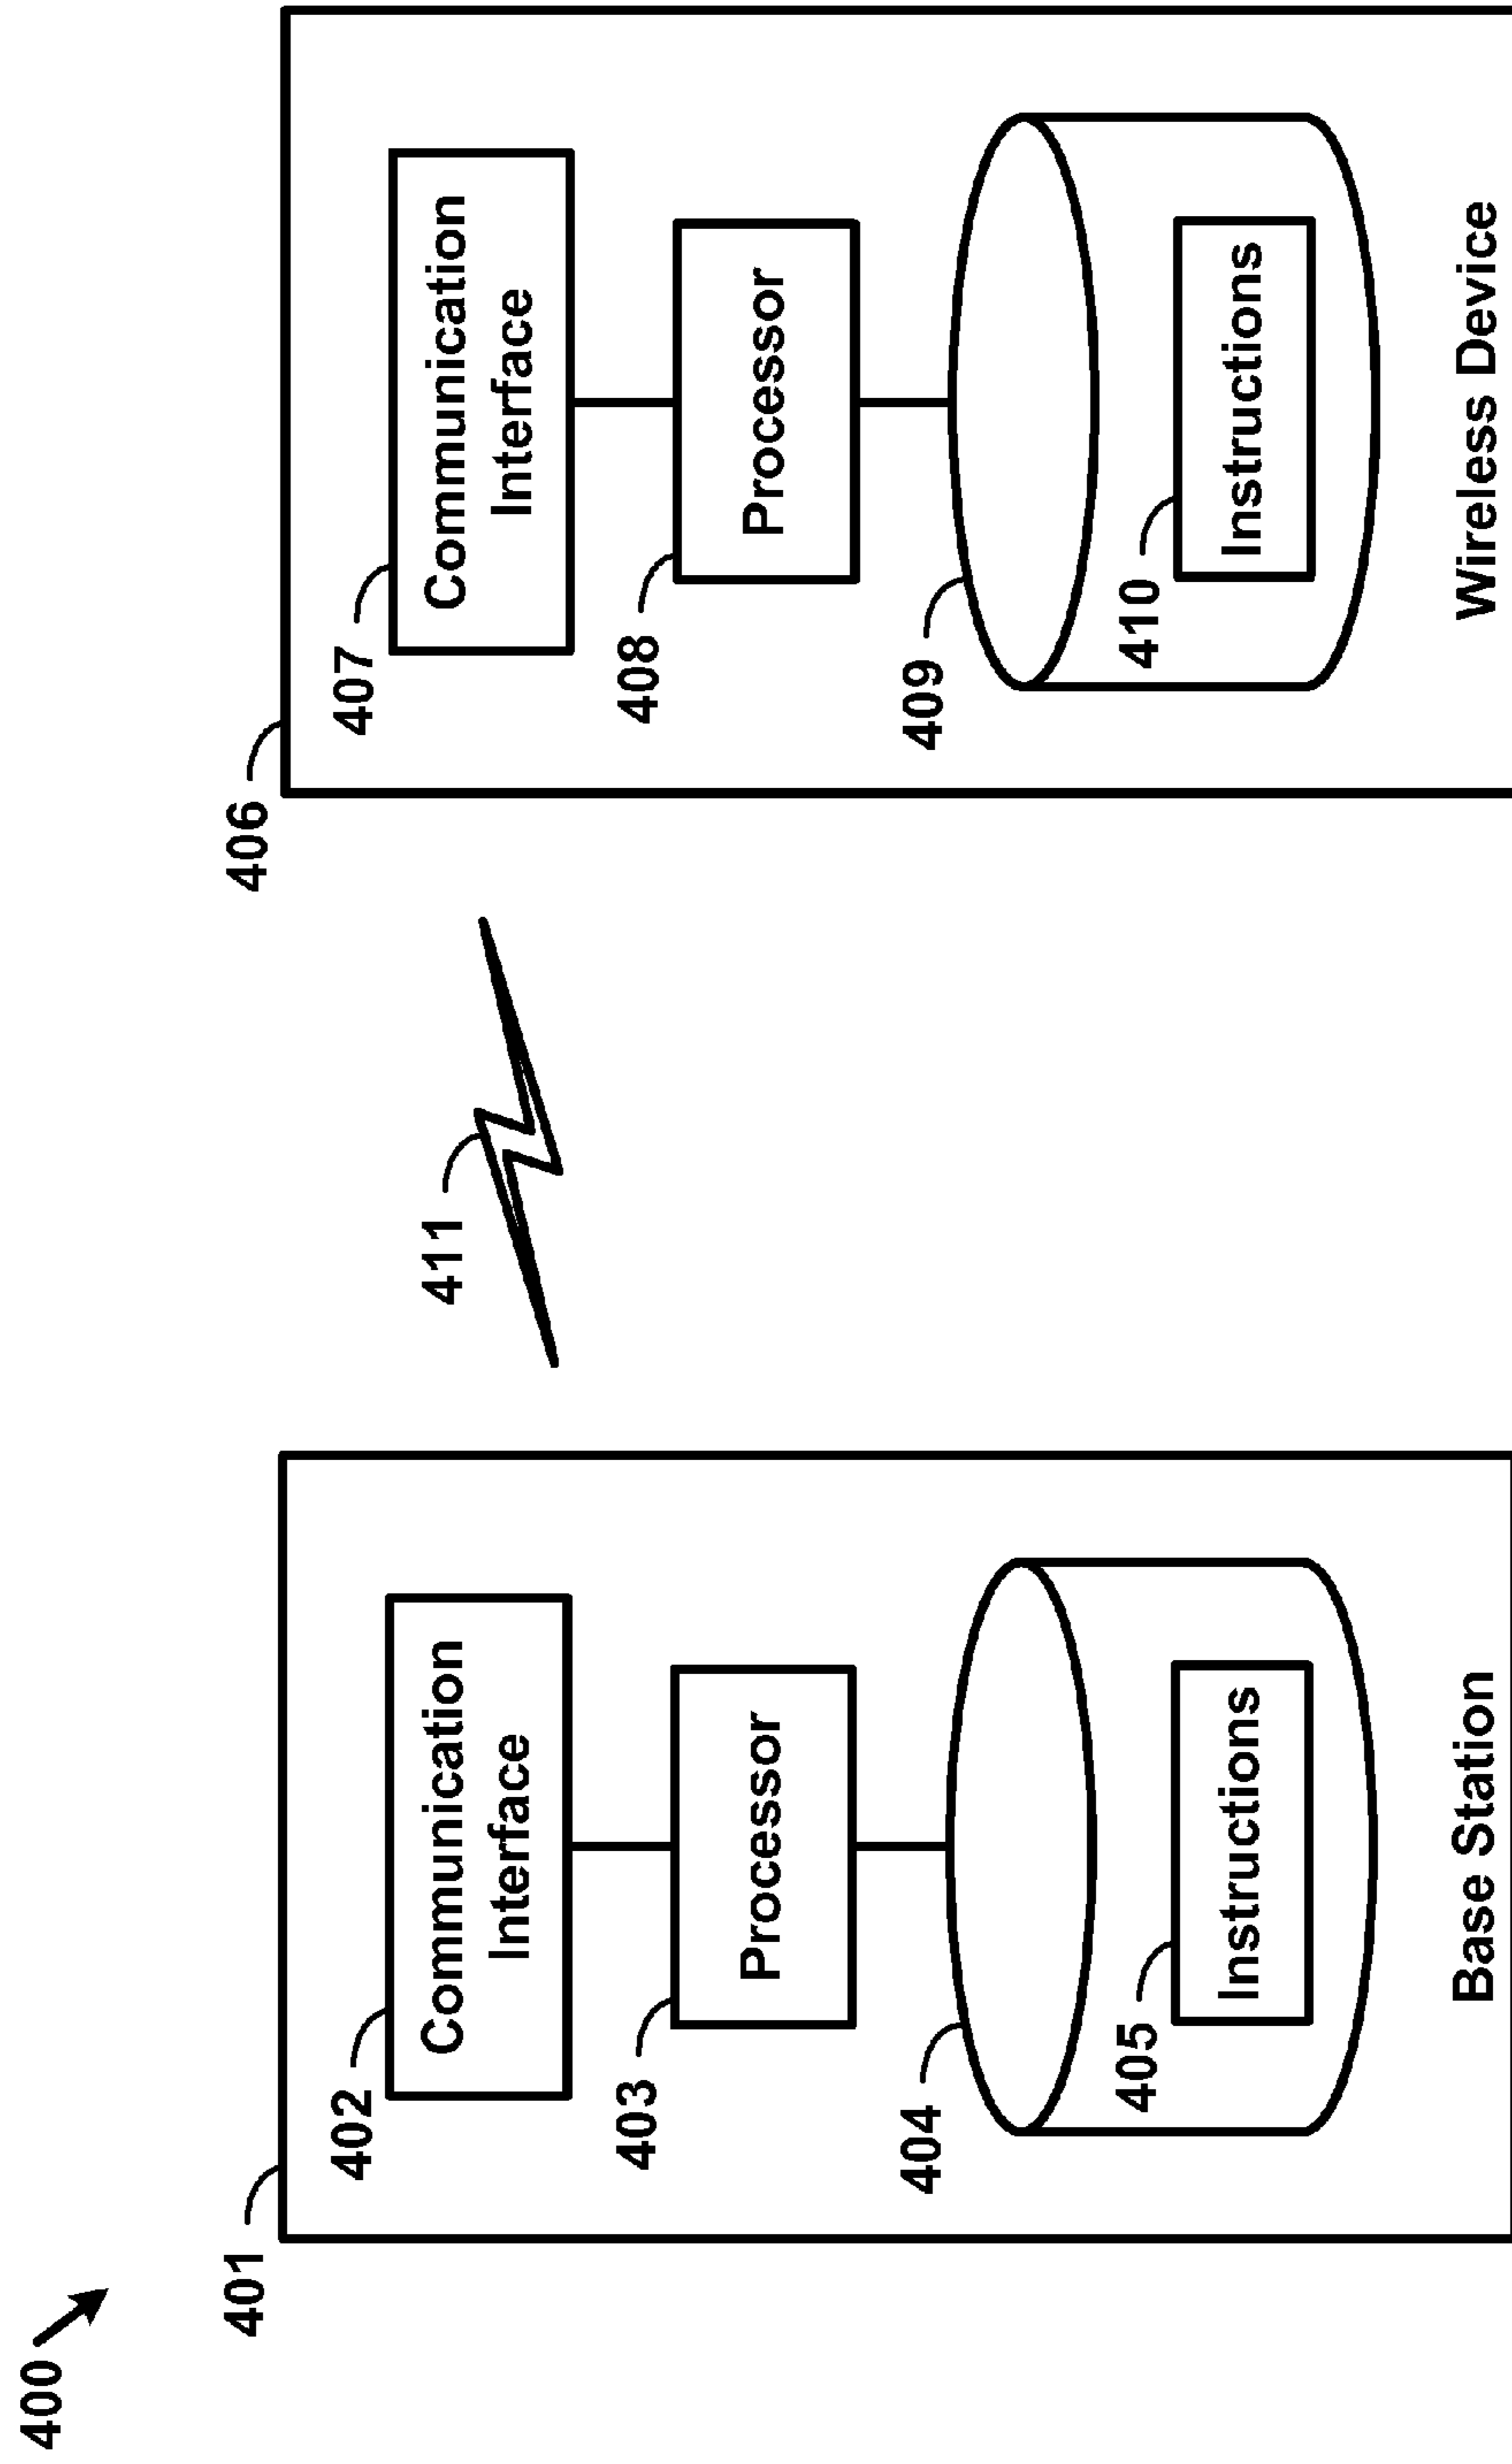 400
401
402
Communication
Interface
403
Processor
404
405
Instructions
Base Station
411
406
407
Communication
Interface
408
Processor
409
410
Instructions
Wireless Device